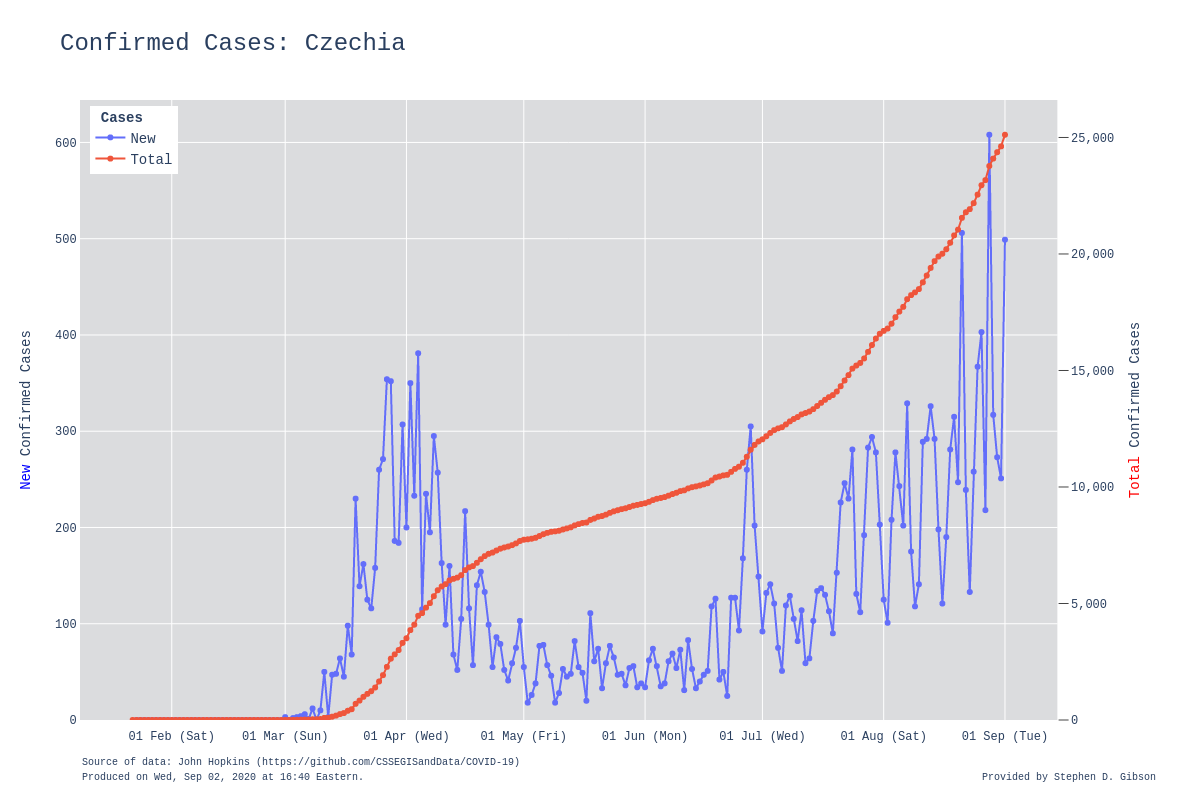 Confirmed Cases: Czechia
Cases
New
Total
600
500
400
300
200
100
0
25,000
20,000
15,000
10,000
5,000
0
New Confirmed Cases
Total Confirmed Cases
01 Feb (Sat)
01 Mar (Sun)
01 Apr (Wed)
01 May (Fri)
01 Jun (Mon)
01 Jul (Wed)
01 Aug (Sat)
01 Sep (Tue)
Source of data: John Hopkins (https://github.com/CSSEGISandData/COVID-19)
Produced on Wed, Sep 02, 2020 at 16:40 Eastern.
Provided by Stephen D. Gibson